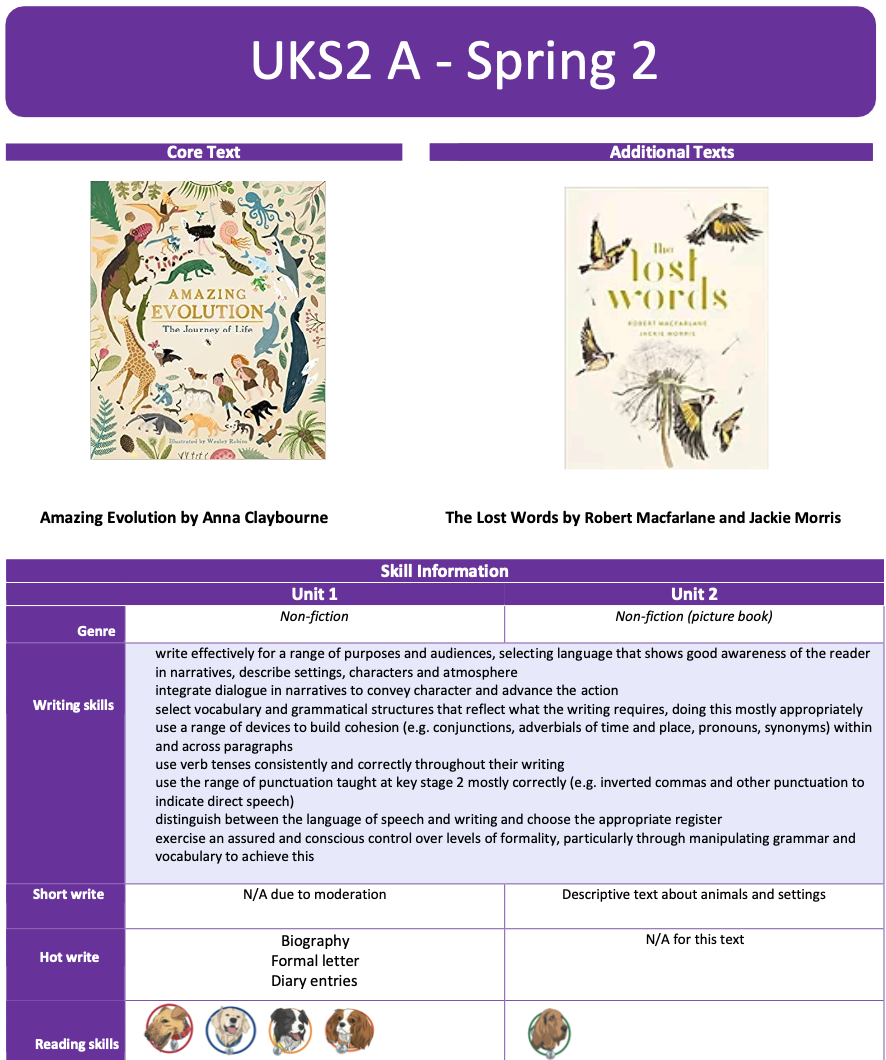 UKS2 A - Spring 2
Core Text
Additional Texts
AMAZING
EVOLUTION
The Journey of Life
Illustrated by Wesley Robins
the
lost
words
ROBERT MACFARLANE
JACKIE MORRIS
Amazing Evolution by Anna Claybourne
The Lost Words by Robert Macfarlane and Jackie Morris
Skill Information
Unit 1
Unit 2
Genre
Non-fiction
Non-fiction (picture book)
Writing skills
write effectively for a range of purposes and audiences, selecting language that shows good awareness of the reader
in narratives, describe settings, characters and atmosphere
integrate dialogue in narratives to convey character and advance the action
select vocabulary and grammatical structures that reflect what the writing requires, doing this mostly appropriately
use a range of devices to build cohesion (e.g. conjunctions, adverbials of time and place, pronouns, synonyms) within
and across paragraphs
use verb tenses consistently and correctly throughout their writing
use the range of punctuation taught at key stage 2 mostly correctly (e.g. inverted commas and other punctuation to
indicate direct speech)
distinguish between the language of speech and writing and choose the appropriate register
exercise an assured and conscious control over levels of formality, particularly through manipulating grammar and
vocabulary to achieve this
Short write
N/A due to moderation
Descriptive text about animals and settings
Hot write
Biography
Formal letter
Diary entries
N/A for this text
Reading skills